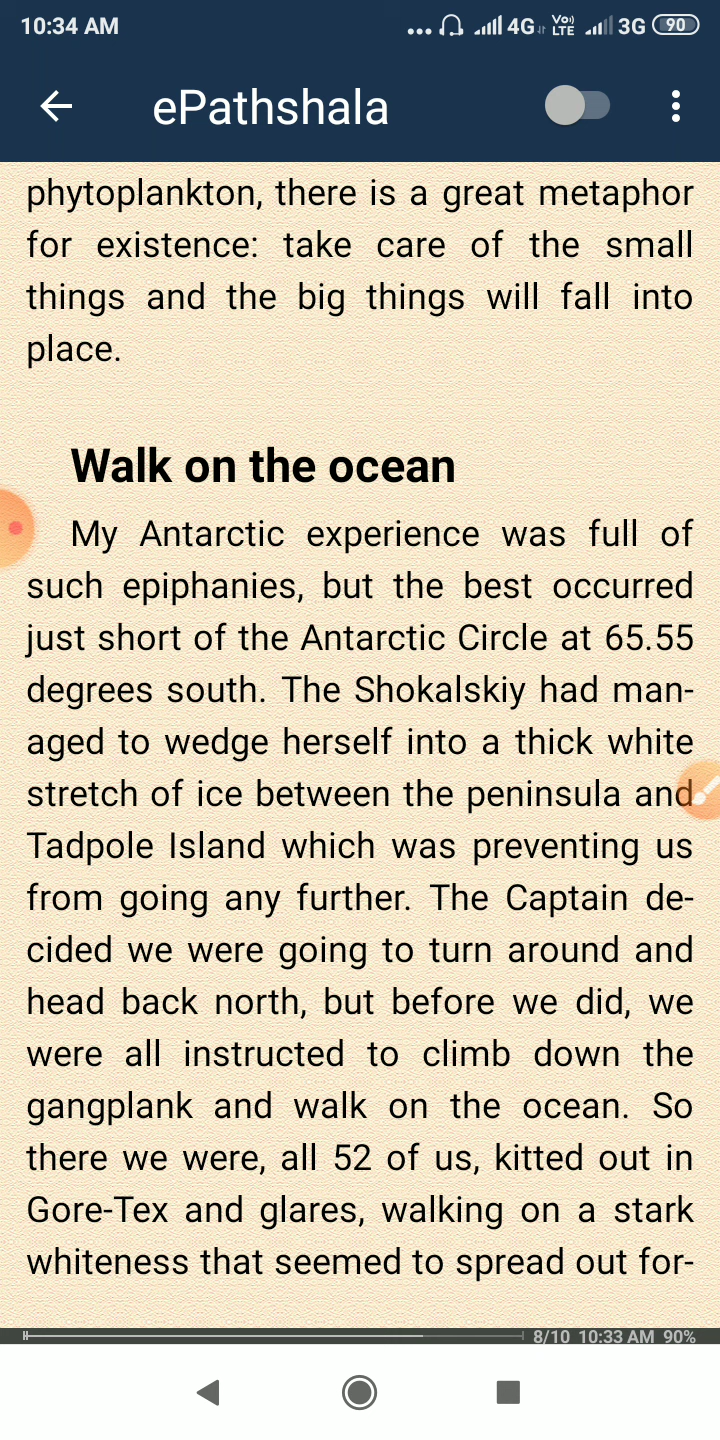 10:34 AM
4G VoD LTE 3G 90
ePathshala
phytoplankton, there is a great metaphor
for existence: take care of the small
things and the big things will fall into
place.
Walk on the ocean
My Antarctic experience was full of
such epiphanies, but the best occurred
just short of the Antarctic Circle at 65.55
degrees south. The Shokalskiy had man-
aged to wedge herself into a thick white
stretch of ice between the peninsula and
Tadpole Island which was preventing us
from going any further. The Captain de-
cided we were going to turn around and
head back north, but before we did, we
were all instructed to climb down the
gangplank and walk on the ocean. So
there we were, all 52 of us, kitted out in
Gore-Tex and glares, walking on a stark
whiteness that seemed to spread out for-
8/10 10:33 AM 90%